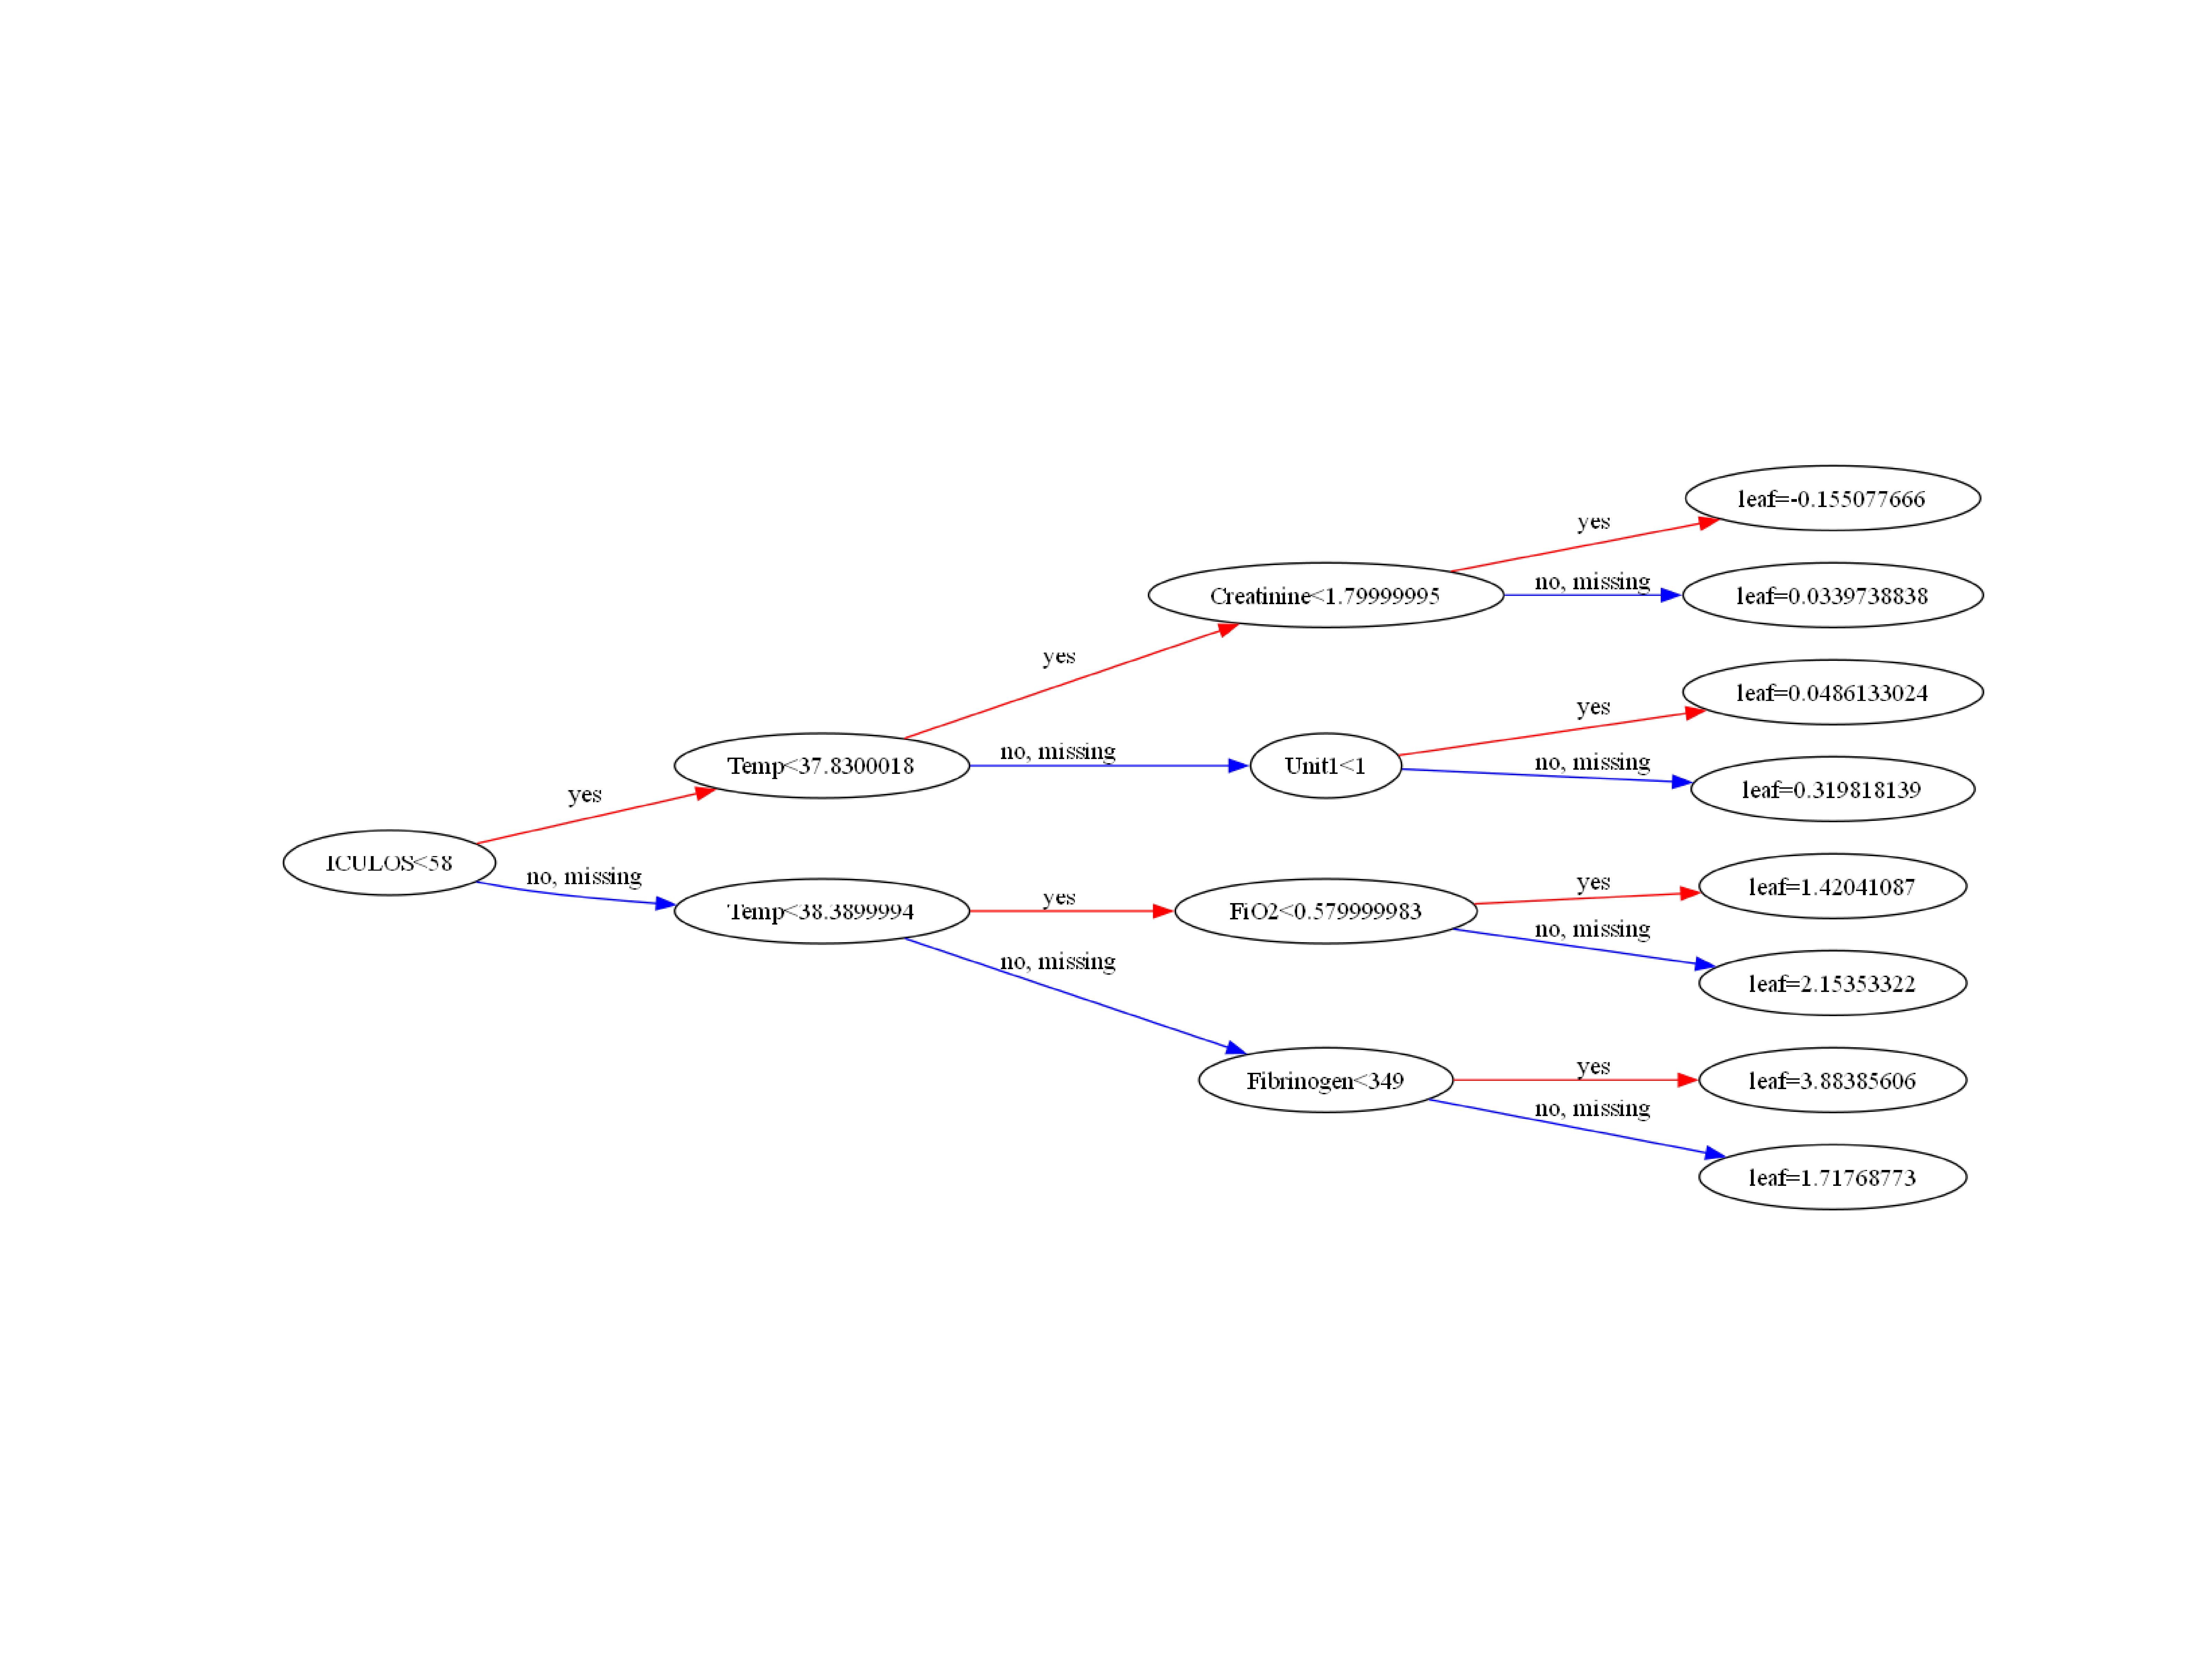 leaf=-0.155077666
yes
Creatinine<1.79999995
no, missing
leaf=0.0339738838
yes
leaf=0.0486133024
yes
Temp<37.8300018
no, missing
Unit1<1
no, missing
leaf=0.319818139
yes
ICULOS<58
no, missing
Temp<38.3899994
yes
FiO2<0.579999983
yes
leaf=1.42041087
no, missing
leaf=2.15353322
no, missing
Fibrinogen<349
yes
leaf=3.88385606
no, missing
leaf=1.71768773